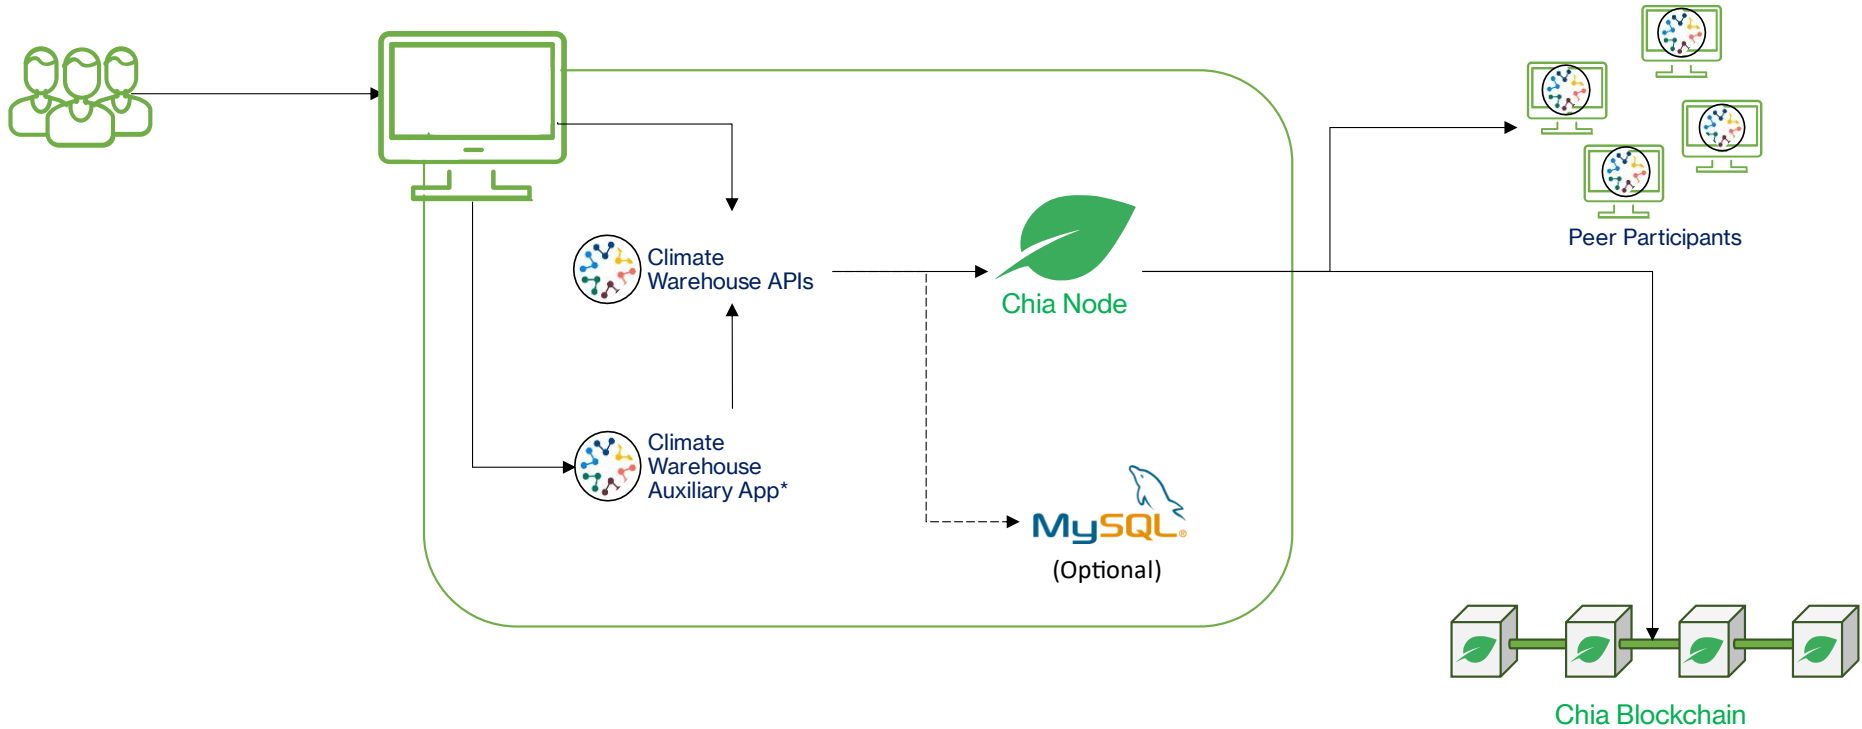 Peer Participants
Climate
Warehouse APIs
Chia Node
Climate
Warehouse
Auxiliary App*
MySQL®
(Optional)
Chia Blockchain